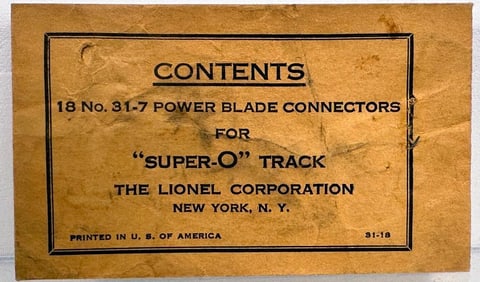 CONTENTS
18 No. 31-7 POWER BLADE CONNECTORS
FOR
"SUPER-O" TRACK
THE LIONEL CORPORATION
NEW YORK, N. Y.
PRINTED IN U. S. OF AMERICA
31-18